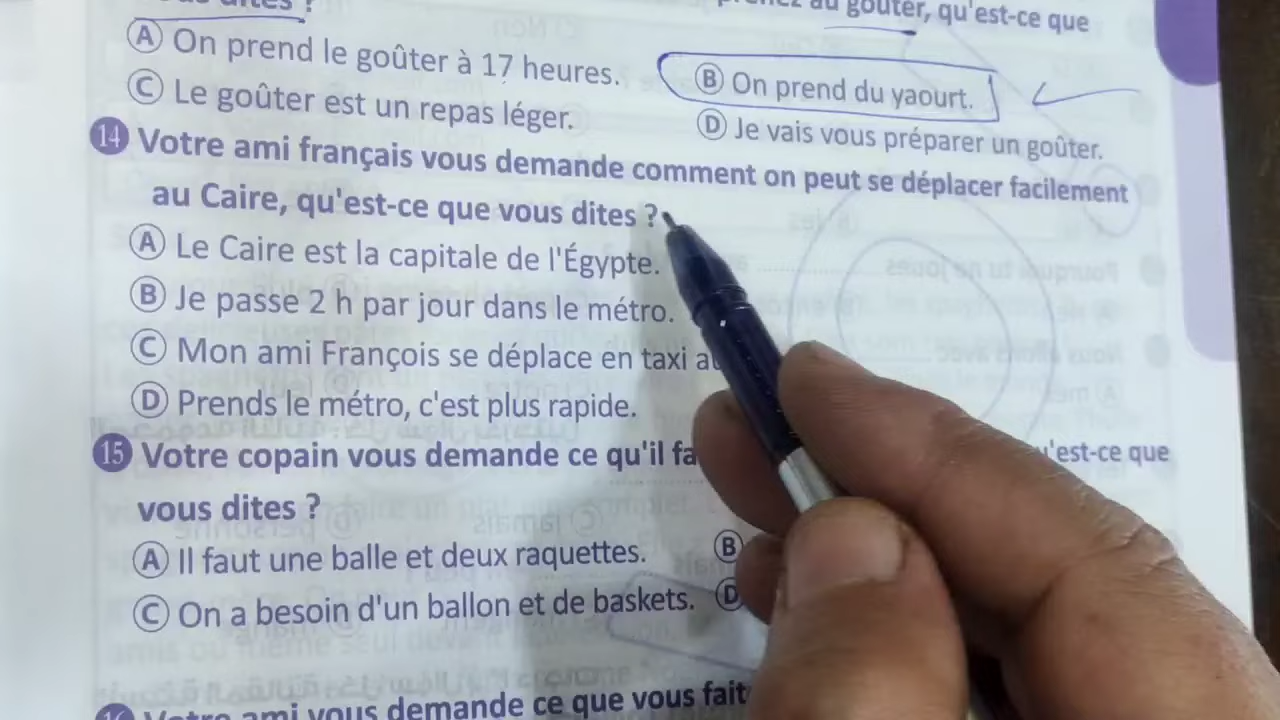 vous dites ?
prenez au goûter, qu'est-ce que
A On prend le goûter à 17 heures.
B On prend du yaourt.
C Le goûter est un repas léger.
D Je vais vous préparer un goûter.
14 Votre ami français vous demande comment on peut se déplacer facilement
au Caire, qu'est-ce que vous dites ?
A Le Caire est la capitale de l'Égypte.
B Je passe 2 h par jour dans le métro.
C Mon ami François se déplace en taxi
D Prends le métro, c'est plus rapide.
15 Votre copain vous demande ce qu'il qu'est-ce que
vous dites ?
A Il faut une balle et deux raquettes.
B
C On a besoin d'un ballon et de baskets.
D
16 Votre ami vous demande ce que vous